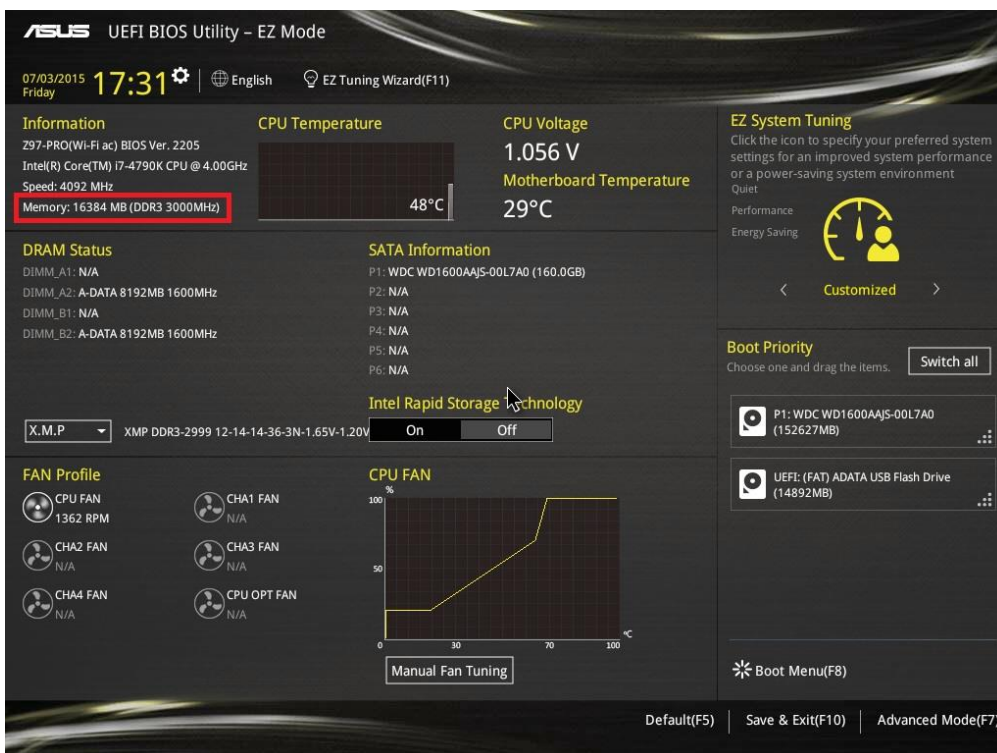 ASUS UEFI BIOS Utility – EZ Mode
07/03/2015
Friday
17:31
English
EZ Tuning Wizard(F11)
Information
Z97-PRO(Wi-Fi ac) BIOS Ver. 2205
Intel(R) Core(TM) i7-4790K CPU @ 4.00GHz
Speed: 4092 MHz
Memory: 16384 MB (DDR3 3000MHz)
CPU Temperature
48°C
CPU Voltage
1.056 V
Motherboard Temperature
29°C
EZ System Tuning
Click the icon to specify your preferred system
settings for an improved system performance
or a power-saving system environment
Quiet
Performance
Energy Saving
Customized
DRAM Status
DIMM_A1: N/A
DIMM_A2: A-DATA 8192MB 1600MHz
DIMM_B1: N/A
DIMM_B2: A-DATA 8192MB 1600MHz
SATA Information
P1: WDC WD1600AAJS-00L7A0 (160.0GB)
P2: N/A
P3: N/A
P4: N/A
P5: N/A
P6: N/A
X.M.P
XMP DDR3-2999 12-14-14-36-3N-1.65V-1.20V
Intel Rapid Storage Technology
On
Off
Boot Priority
Choose one and drag the items.
Switch all
P1: WDC WD1600AAJS-00L7A0
(152627MB)
UEFI: (FAT) ADATA USB Flash Drive
(14892MB)
FAN Profile
CPU FAN
1362 RPM
CHA1 FAN
N/A
CHA2 FAN
N/A
CHA3 FAN
N/A
CHA4 FAN
N/A
CPU OPT FAN
N/A
CPU FAN
%
100
50
0
30
70
100
°C
Manual Fan Tuning
Boot Menu(F8)
Default(F5)
Save & Exit(F10)
Advanced Mode(F7)